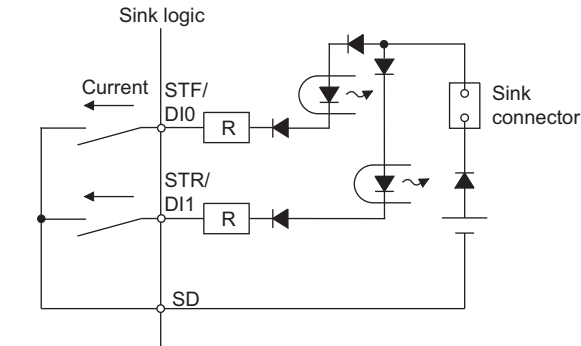 Sink logic
Current
STF/
DI0
R
Sink
connector
STR/
DI1
R
SD